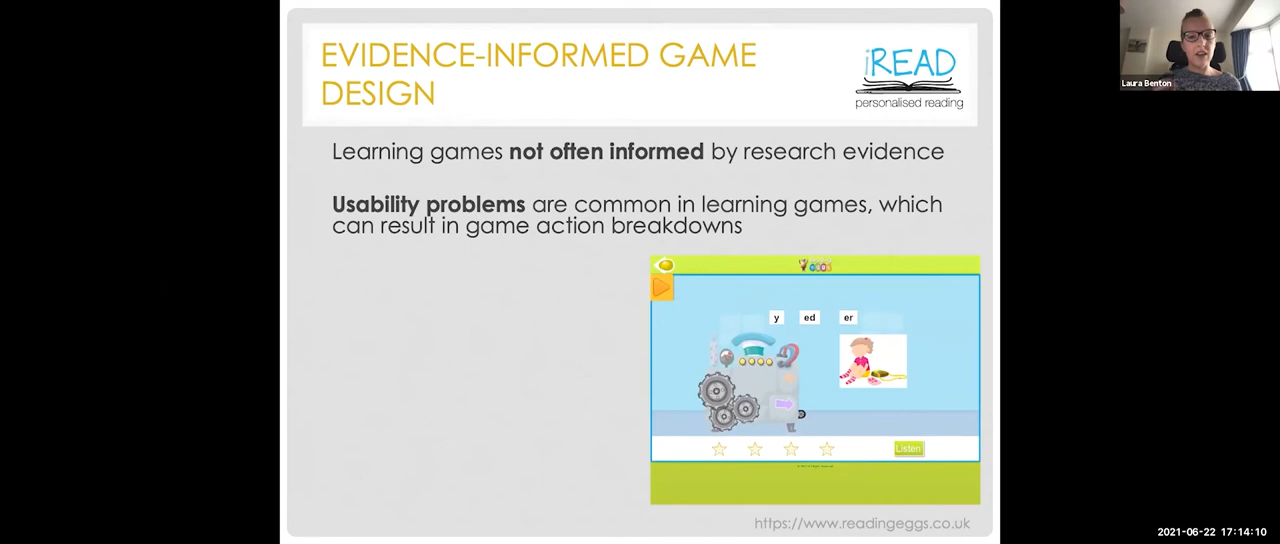 EVIDENCE-INFORMED GAME
DESIGN
iREAD
personalised reading
Laura Benton
Learning games not often informed by research evidence
Usability problems are common in learning games, which
can result in game action breakdowns
y ed er
Listen
https://www.readingeggs.co.uk
2021-06-22 17:14:10